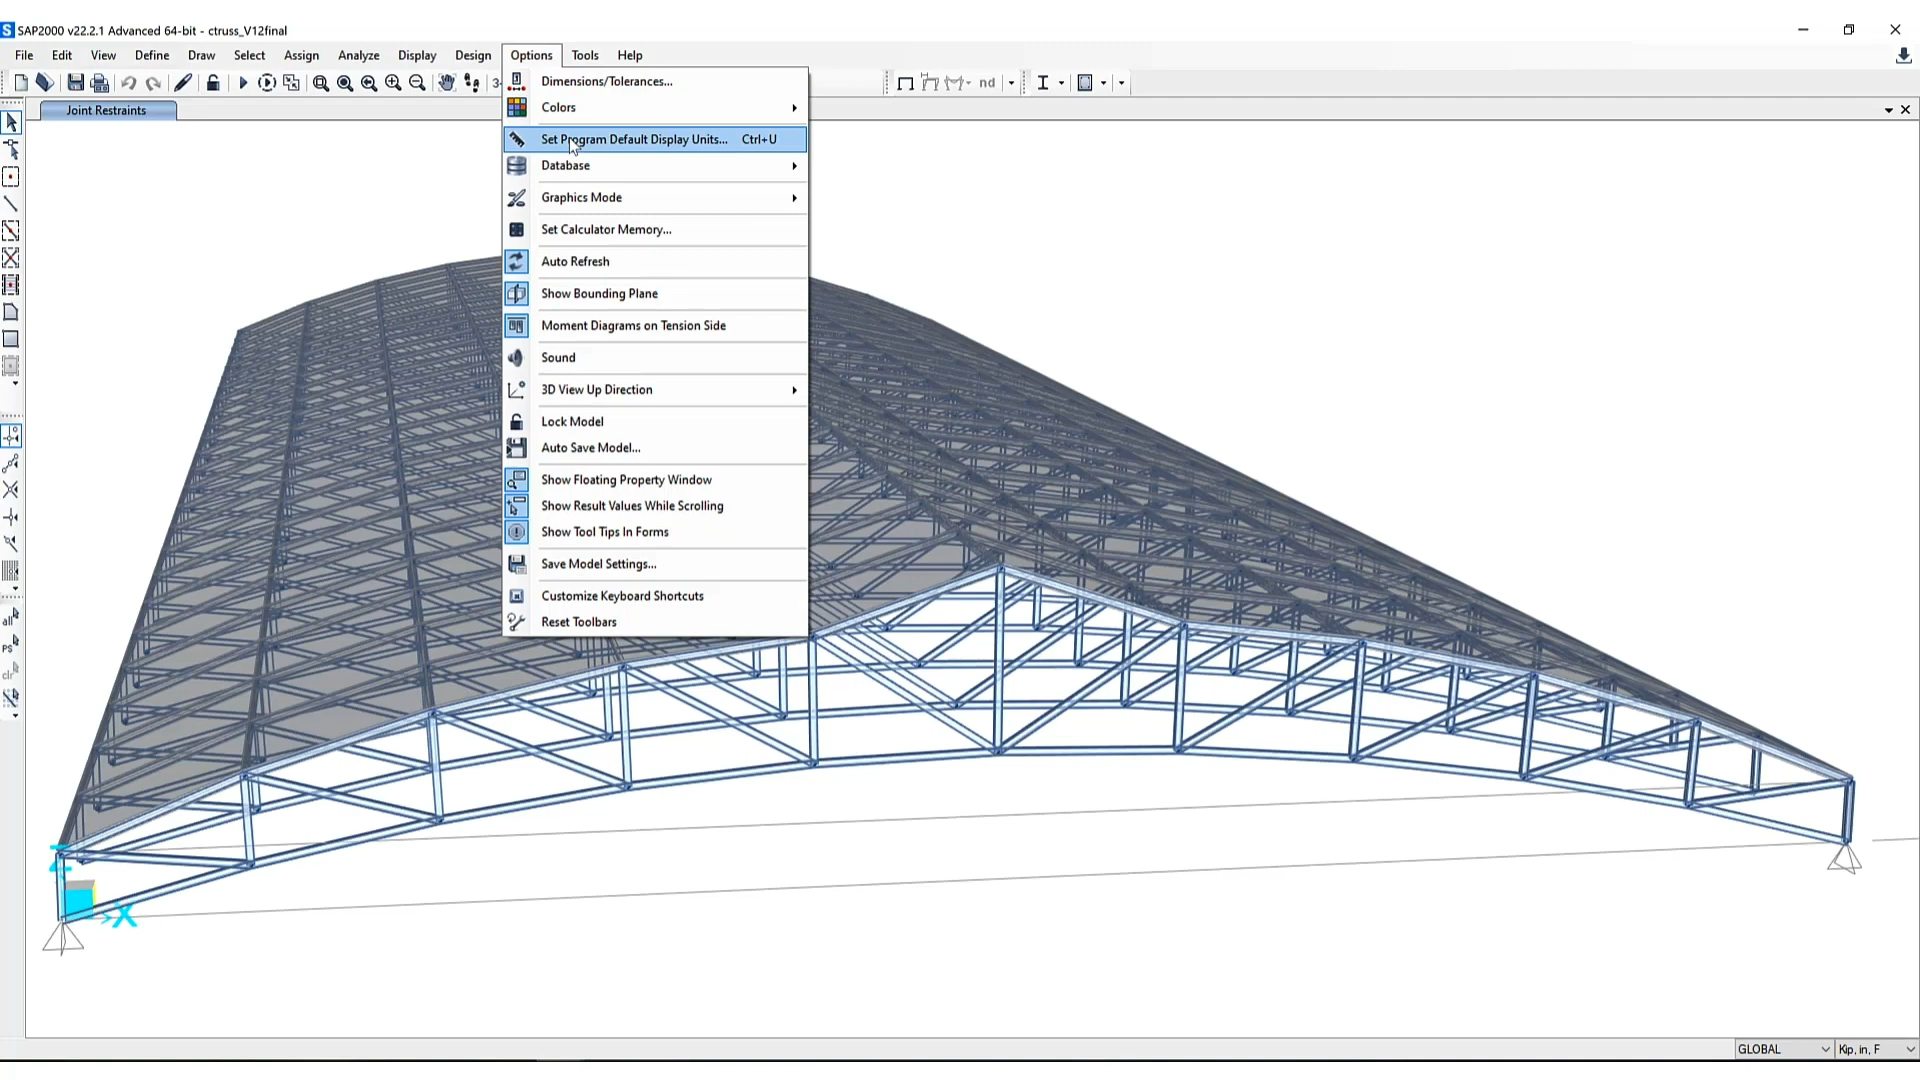 SAP2000 v22.2.1 Advanced 64-bit - ctruss_V12final
File Edit View Define Draw Select Assign Analyze Display Design Options Tools Help
3- nd
Joint Restraints
Dimensions/Tolerances...
Colors
Set Program Default Display Units... Ctrl+U
Database
Graphics Mode
Set Calculator Memory...
Auto Refresh
Show Bounding Plane
Moment Diagrams on Tension Side
Sound
3D View Up Direction
Lock Model
Auto Save Model...
Show Floating Property Window
Show Result Values While Scrolling
Show Tool Tips In Forms
Save Model Settings...
Customize Keyboard Shortcuts
Reset Toolbars
all
PS
clr
Z
X
GLOBAL Kip, in, F